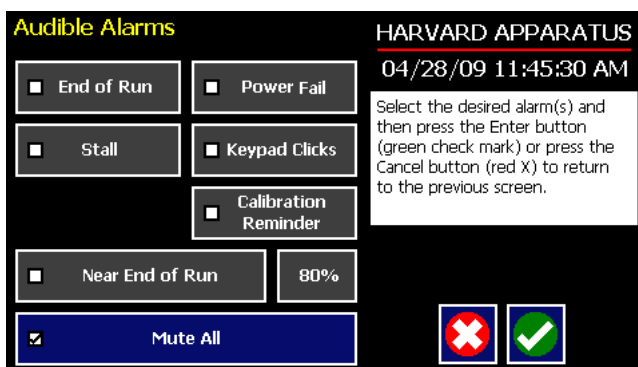 Audible Alarms
HARVARD APPARATUS
04/28/09 11:45:30 AM
End of Run
Power Fail
Stall
Keypad Clicks
Calibration
Reminder
Near End of Run
80%
Mute All
Select the desired alarm(s) and
then press the Enter button
(green check mark) or press the
Cancel button (red X) to return
to the previous screen.